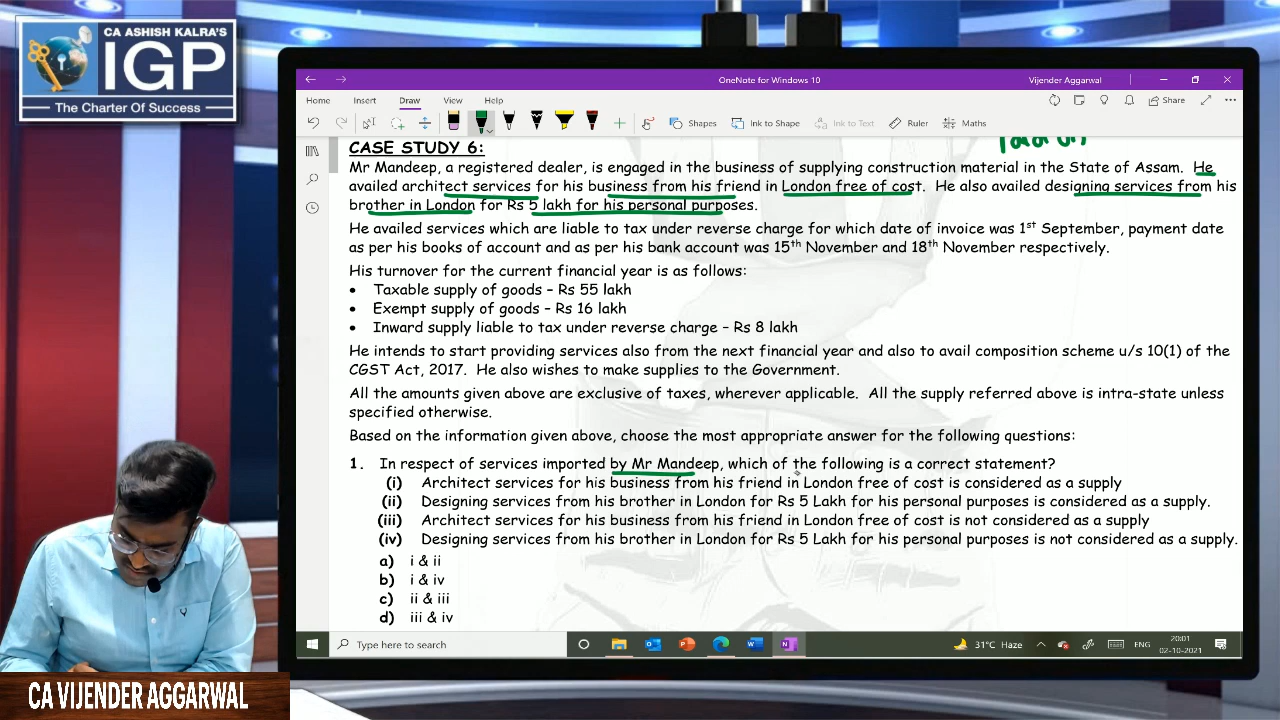 CA ASHISH KALRA'S
IGP
The Charter Of Success
OneNote for Windows 10
Vijender Aggarwal
Home Insert Draw View Help
Share
Shapes Ink to Shape Ink to Text Ruler Maths
CASE STUDY 6:
Mr Mandeep, a registered dealer, is engaged in the business of supplying construction material in the State of Assam. He
availed architect services for his business from his friend in London free of cost. He also availed designing services from his
brother in London for Rs 5 lakh for his personal purposes.
He availed services which are liable to tax under reverse charge for which date of invoice was 1st September, payment date
as per his books of account and as per his bank account was 15th November and 18th November respectively.
His turnover for the current financial year is as follows:
• Taxable supply of goods – Rs 55 lakh
• Exempt supply of goods – Rs 16 lakh
• Inward supply liable to tax under reverse charge – Rs 8 lakh
He intends to start providing services also from the next financial year and also to avail composition scheme u/s 10(1) of the
CGST Act, 2017. He also wishes to make supplies to the Government.
All the amounts given above are exclusive of taxes, wherever applicable. All the supply referred above is intra-state unless
specified otherwise.
Based on the information given above, choose the most appropriate answer for the following questions:
1. In respect of services imported by Mr Mandeep, which of the following is a correct statement?
(i) Architect services for his business from his friend in London free of cost is considered as a supply
(ii) Designing services from his brother in London for Rs 5 Lakh for his personal purposes is considered as a supply.
(iii) Architect services for his business from his friend in London free of cost is not considered as a supply
(iv) Designing services from his brother in London for Rs 5 Lakh for his personal purposes is not considered as a supply.
a) i & ii
b) i & iv
c) ii & iii
d) iii & iv
Type here to search
31°C Haze
ENG
20:01
02-10-2021
CA VIJENDER AGGARWAL